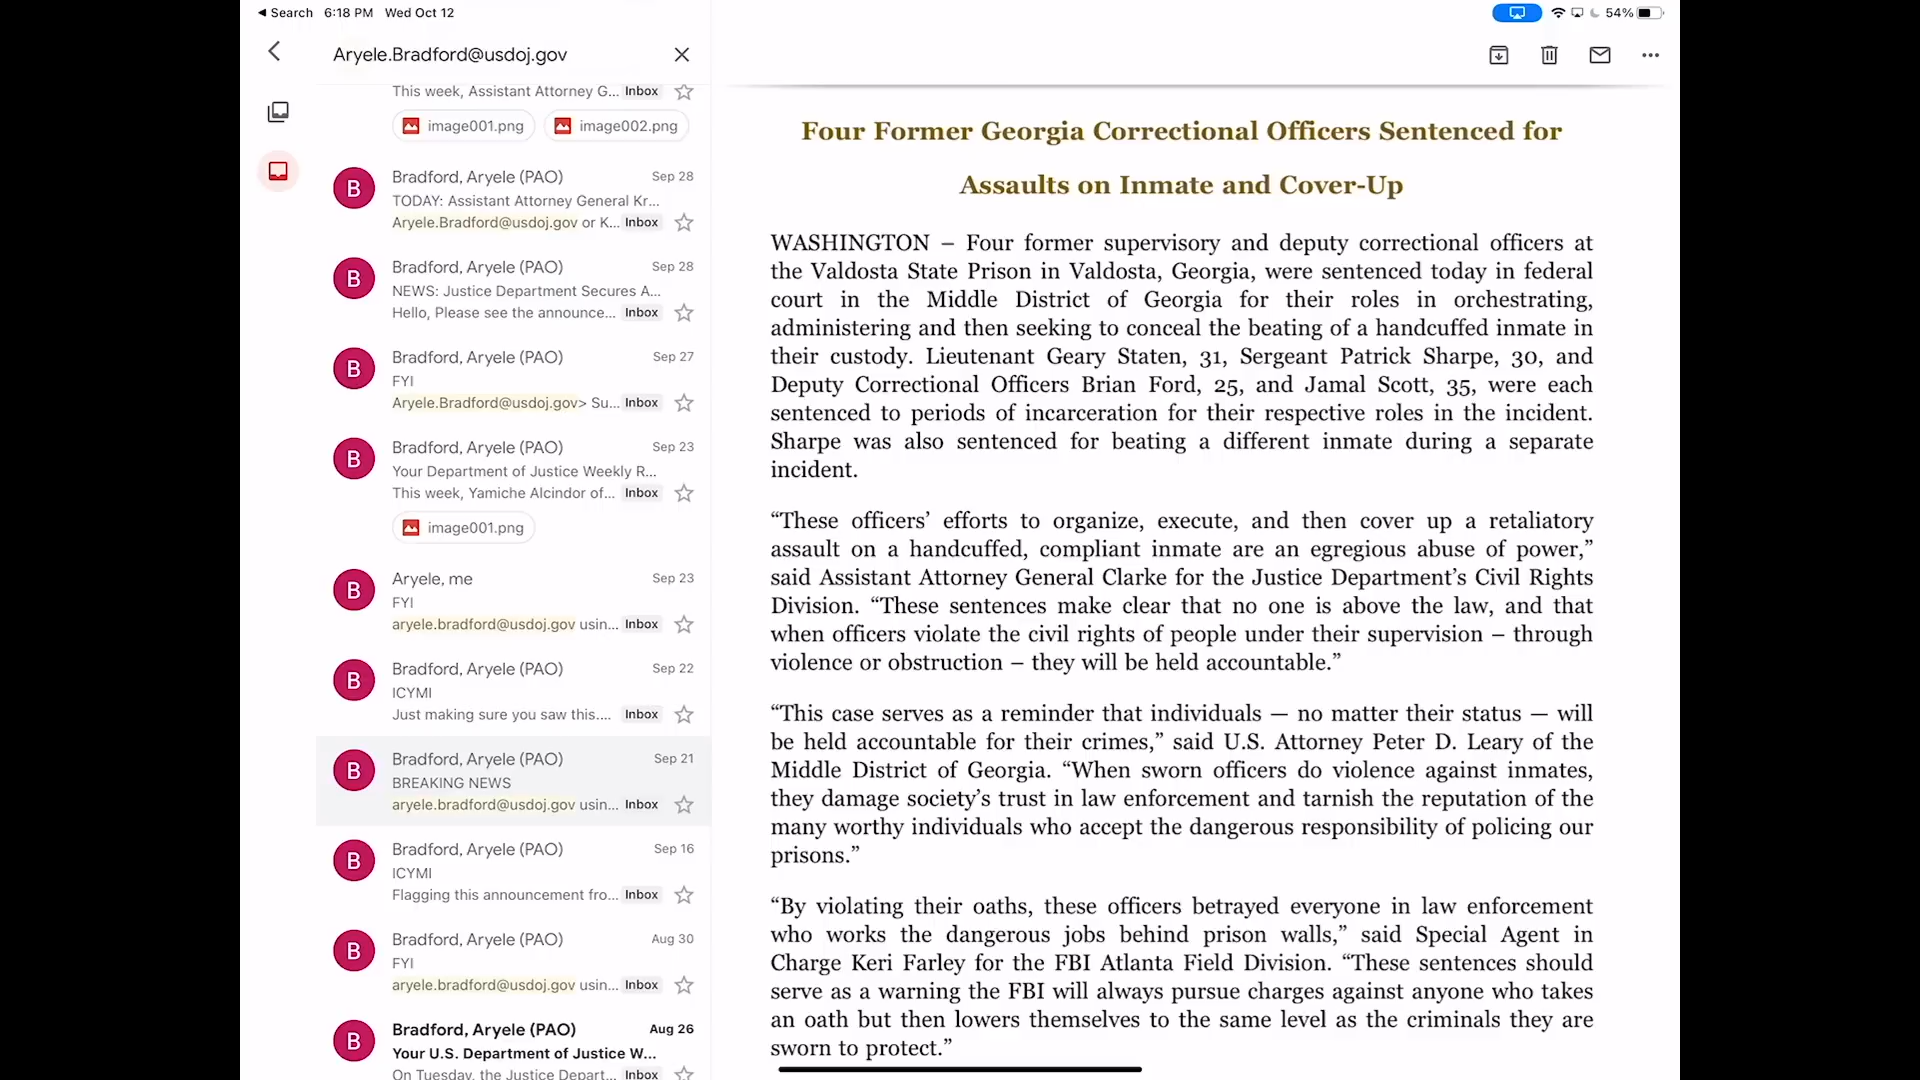 Search 6:18 PM Wed Oct 12
54%
Aryele.Bradford@usdoj.gov
This week, Assistant Attorney G... Inbox
image001.png image002.png
B
Bradford, Aryele (PAO) Sep 28
TODAY: Assistant Attorney General Kr...
Aryele.Bradford@usdoj.gov or K... Inbox
B
Bradford, Aryele (PAO) Sep 28
NEWS: Justice Department Secures A...
Hello, Please see the announce... Inbox
B
Bradford, Aryele (PAO) Sep 27
FYI
Aryele.Bradford@usdoj.gov> Su... Inbox
B
Bradford, Aryele (PAO) Sep 23
Your Department of Justice Weekly R...
This week, Yamiche Alcindor of... Inbox
image001.png
B
Aryele, me Sep 23
FYI
aryele.bradford@usdoj.gov usin... Inbox
B
Bradford, Aryele (PAO) Sep 22
ICYMI
Just making sure you saw this.... Inbox
B
Bradford, Aryele (PAO) Sep 21
BREAKING NEWS
aryele.bradford@usdoj.gov usin... Inbox
B
Bradford, Aryele (PAO) Sep 16
ICYMI
Flagging this announcement fro... Inbox
B
Bradford, Aryele (PAO) Aug 30
FYI
aryele.bradford@usdoj.gov usin... Inbox
B
Bradford, Aryele (PAO) Aug 26
Your U.S. Department of Justice W...
On Tuesday, the Justice Depart... Inbox
Four Former Georgia Correctional Officers Sentenced for
Assaults on Inmate and Cover-Up
WASHINGTON – Four former supervisory and deputy correctional officers at
the Valdosta State Prison in Valdosta, Georgia, were sentenced today in federal
court in the Middle District of Georgia for their roles in orchestrating,
administering and then seeking to conceal the beating of a handcuffed inmate in
their custody. Lieutenant Geary Staten, 31, Sergeant Patrick Sharpe, 30, and
Deputy Correctional Officers Brian Ford, 25, and Jamal Scott, 35, were each
sentenced to periods of incarceration for their respective roles in the incident.
Sharpe was also sentenced for beating a different inmate during a separate
incident.
“These officers’ efforts to organize, execute, and then cover up a retaliatory
assault on a handcuffed, compliant inmate are an egregious abuse of power,”
said Assistant Attorney General Clarke for the Justice Department’s Civil Rights
Division. “These sentences make clear that no one is above the law, and that
when officers violate the civil rights of people under their supervision – through
violence or obstruction – they will be held accountable.”
“This case serves as a reminder that individuals — no matter their status — will
be held accountable for their crimes,” said U.S. Attorney Peter D. Leary of the
Middle District of Georgia. “When sworn officers do violence against inmates,
they damage society’s trust in law enforcement and tarnish the reputation of the
many worthy individuals who accept the dangerous responsibility of policing our
prisons.”
“By violating their oaths, these officers betrayed everyone in law enforcement
who works the dangerous jobs behind prison walls,” said Special Agent in
Charge Keri Farley for the FBI Atlanta Field Division. “These sentences should
serve as a warning the FBI will always pursue charges against anyone who takes
an oath but then lowers themselves to the same level as the criminals they are
sworn to protect.”